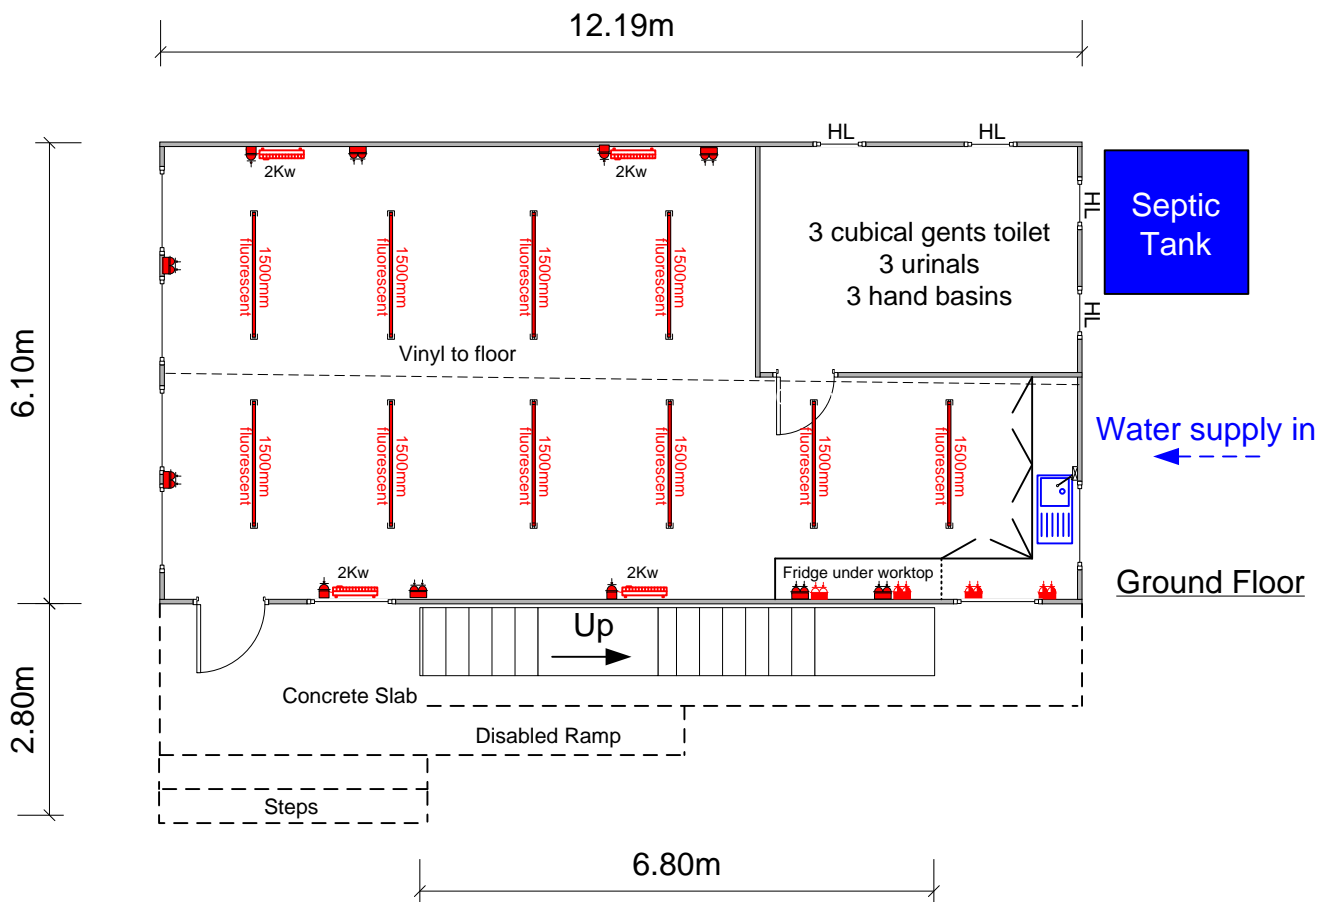 12.19m
HL
HL
2Kw
2Kw
6.10m
3 cubical gents toilet
3 urinals
3 hand basins
HL
HL
Septic
Tank
1500mm
fluorescent
1500mm
fluorescent
1500mm
fluorescent
1500mm
fluorescent
Vinyl to floor
1500mm
fluorescent
1500mm
fluorescent
1500mm
fluorescent
1500mm
fluorescent
1500mm
fluorescent
1500mm
fluorescent
Water supply in
2Kw
2Kw
Fridge under worktop
Ground Floor
Up
2.80m
Concrete Slab
Disabled Ramp
Steps
6.80m